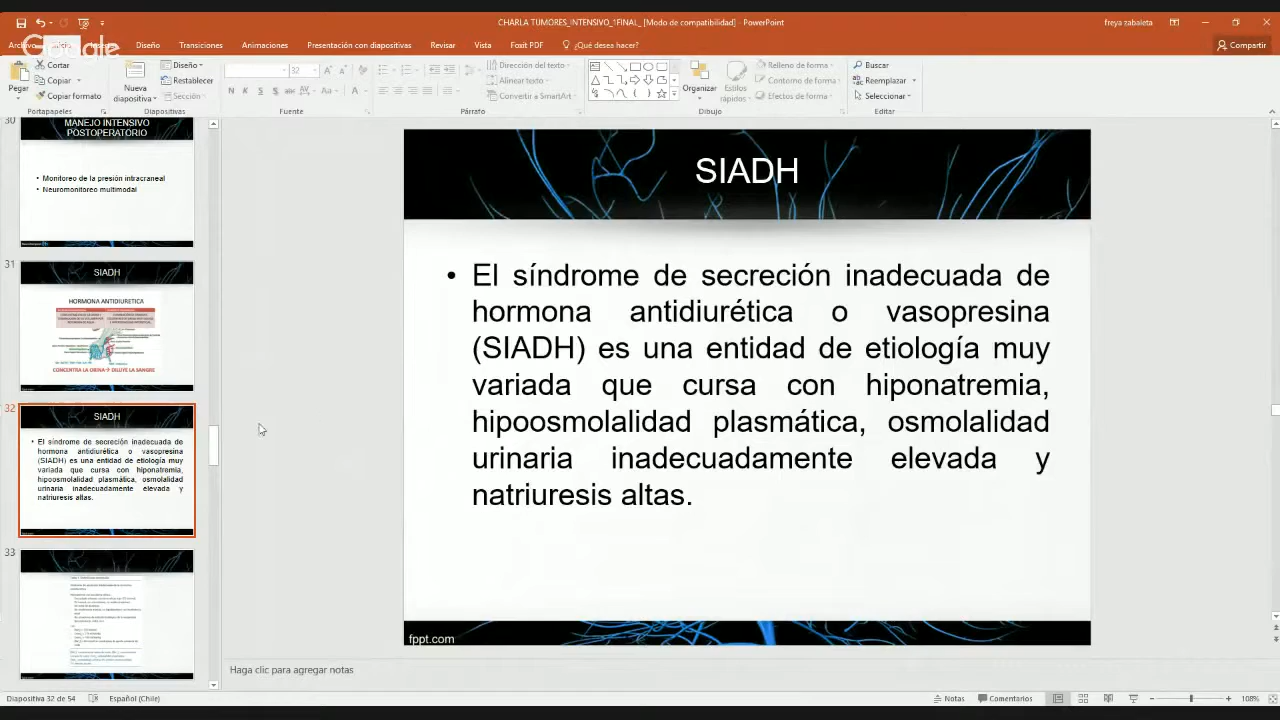 CHARLA TUMORES_INTENSIVO_1FINAL_ [Modo de compatibilidad] - PowerPoint
freya zabaleta
Google
Archivo
Diseño
Transiciones
Animaciones
Presentación con diapositivas
Revisar
Vista
Foxit PDF
¿Qué desea hacer?
Compartir
Pegar
Cortar
Copiar
Copiar formato
Portapapeles
Nueva
diapositiva
Diseño
Restablecer
Sección
Diapositivas
32
N
K
S
S
abc
AV
Aa
A
Fuente
Dirección del texto
Alinear texto
Convertir a SmartArt
Párrafo
Organizar
Estilos
rápidos
Relleno de forma
Contorno de forma
Efectos de forma
Dibujo
Buscar
Reemplazar
Seleccionar
Editar
30
MANEJO INTENSIVO
POSTOPERATORIO
• Monitoreo de la presión intracraneal
• Neuromonitoreo multimodal
31
SIADH
HORMONA ANTIDIURETICA
CONCENTRA LA ORINA → DILUYE LA SANGRE
32
SIADH
• El síndrome de secreción inadecuada de
hormona antidiurética o vasopresina
(SIADH) es una entidad de etiología muy
variada que cursa con hiponatremia,
hipoosmolalidad plasmática, osmolalidad
urinaria inadecuadamente elevada y
natriuresis altas.
33
SIADH
• El síndrome de secreción inadecuada de
hormona antidiurética o vasopresina
(SIADH) es una entidad de etiología muy
variada que cursa con hiponatremia,
hipoosmolalidad plasmática, osmolalidad
urinaria inadecuadamente elevada y
natriuresis altas.
fppt.com
Haga clic para agregar notas
Diapositiva 32 de 54
Español (Chile)
Notas
Comentarios
108%